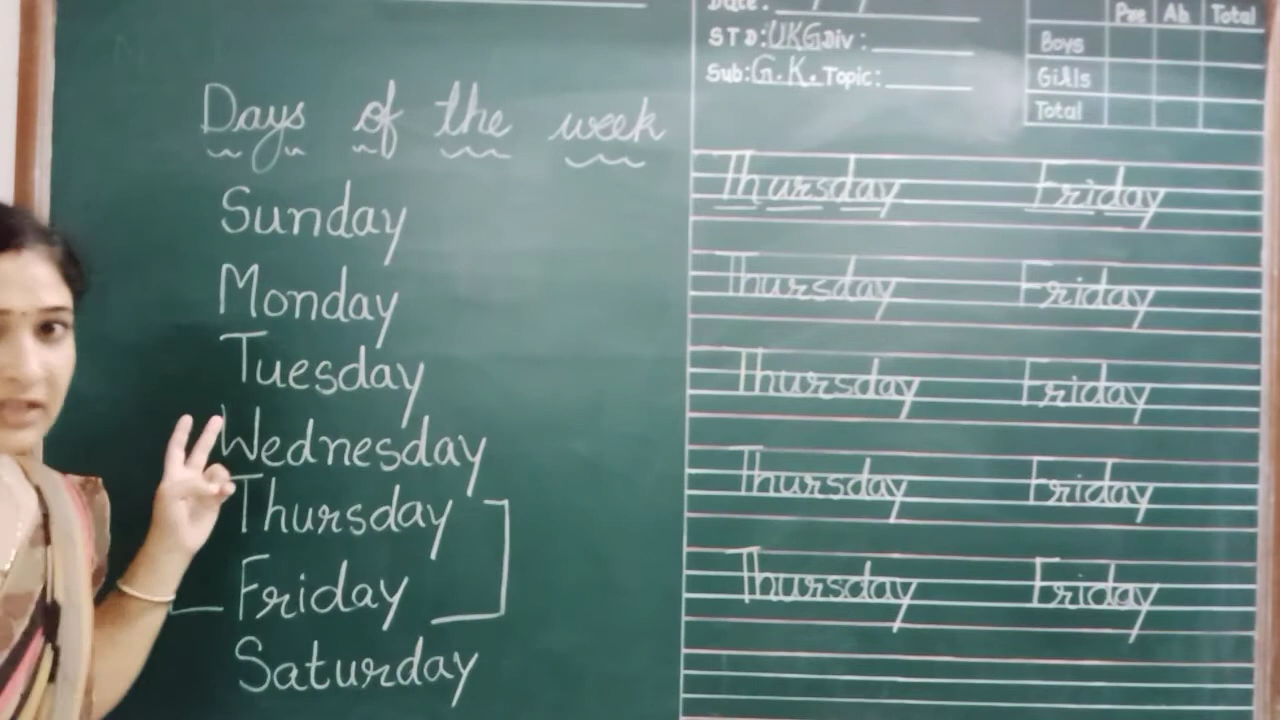 Days of the week
Sunday
Monday
Tuesday
Wednesday
Thursday
Friday
Saturday
Date: / /
STD: UKG Div:
Sub: G.K. Topic:
Pre Ab Total
Boys
Girls
Total
Thursday Friday
Thursday Friday
Thursday Friday
Thursday Friday
Thursday Friday